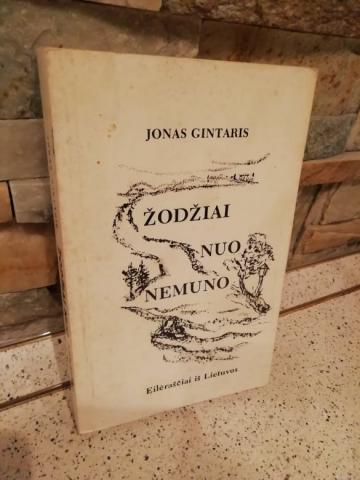 JONAS GINTARIS
ŽODŽIAI
NUO
NEMUNO
Eilėraščiai iš Lietuvos